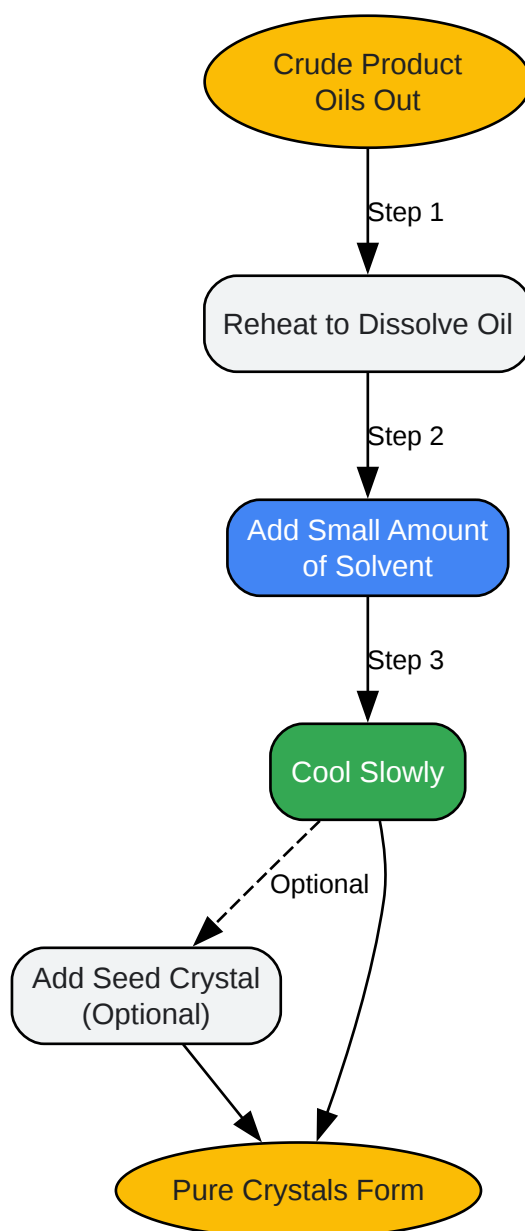 Crude Product
Oils Out
Step 1
Reheat to Dissolve Oil
Step 2
Add Small Amount
of Solvent
Step 3
Cool Slowly
Optional
Add Seed Crystal
(Optional)
Pure Crystals Form